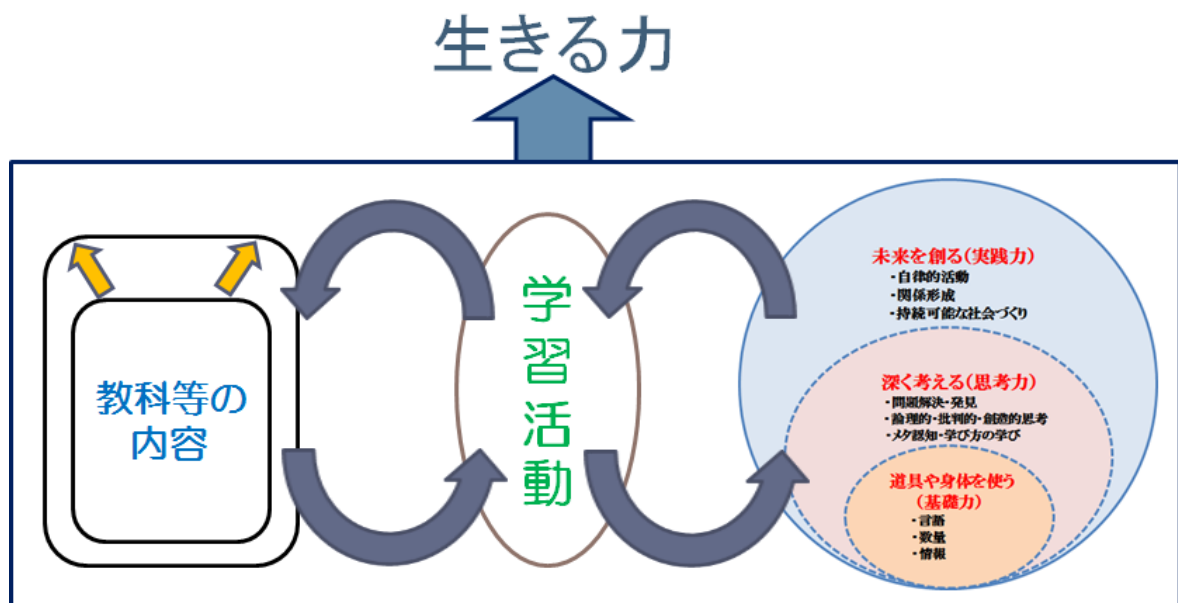 生きる力
教科等の
内容
学習活動
未来を創る(実践力)
・自律的活動
・関係形成
・持続可能な社会づくり
深く考える(思考力)
・問題解決・発見
・論理的・批判的・創造的思考
・メタ認知・学び方の学び
道具や身体を使う
(基礎力)
・言語
・数量
・情報